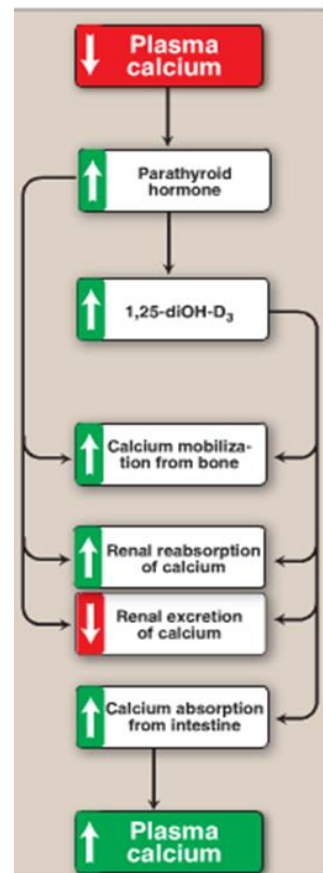 Plasma
calcium
Parathyroid
hormone
1,25-diOH-D₃
Calcium mobiliza-
tion from bone
Renal reabsorption
of calcium
Renal excretion
of calcium
Calcium absorption
from intestine
Plasma
calcium